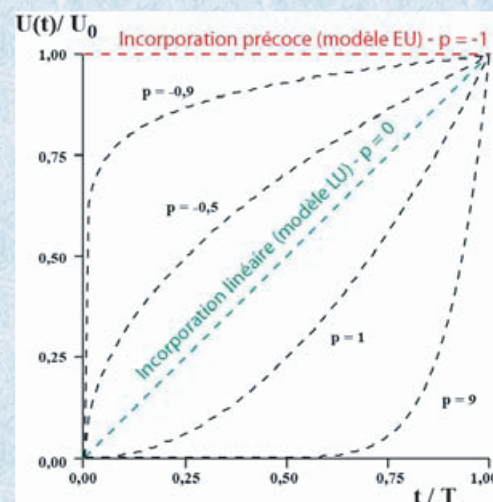 U(t)/ U0
Incorporation précoce (modèle EU) - p = -1
1,00
p = -0,9
0,75
p = -0,5
Incorporation linéaire (modèle LU) - p = 0
0,50
0,25
p = 1
p = 9
0,00
0,00 0,25 0,50 0,75 1,00
t / T